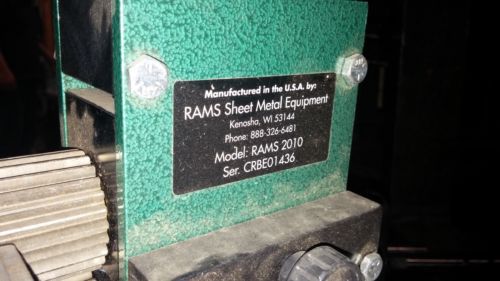 Manufactured in the U.S.A. by:
RAMS Sheet Metal Equipment
Kenosha, WI 53144
Phone: 888-326-6481
Model: RAMS 2010
Ser. CRBE01436